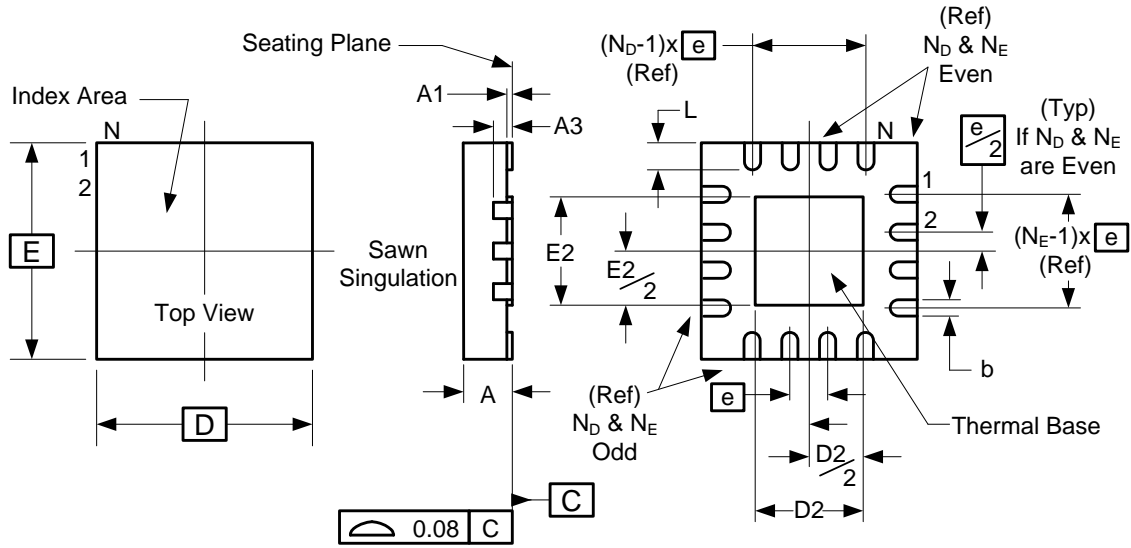 Seating Plane
Index Area
N
1
2
E
Top View
D
A1
A3
Sawn
Singulation
A
0.08 C
C
(N_D-1)x e
(Ref)
L
E2
E2/2
(Ref)
N_D & N_E
Even
N
e/2
(Typ)
If N_D & N_E
are Even
1
2
(N_E-1)x e
(Ref)
b
(Ref)
N_D & N_E
Odd
e
Thermal Base
D2/2
D2